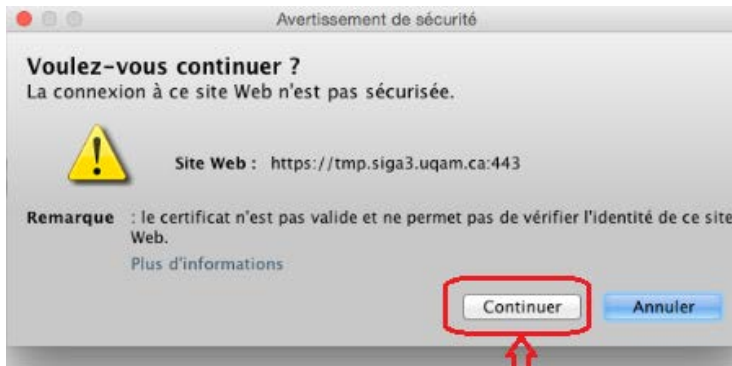 Avertissement de sécurité
Voulez-vous continuer ?
La connexion à ce site Web n'est pas sécurisée.
Site Web : https://tmp.siga3.uqam.ca:443
Remarque : le certificat n'est pas valide et ne permet pas de vérifier l'identité de ce site
Web.
Plus d'informations
Continuer Annuler